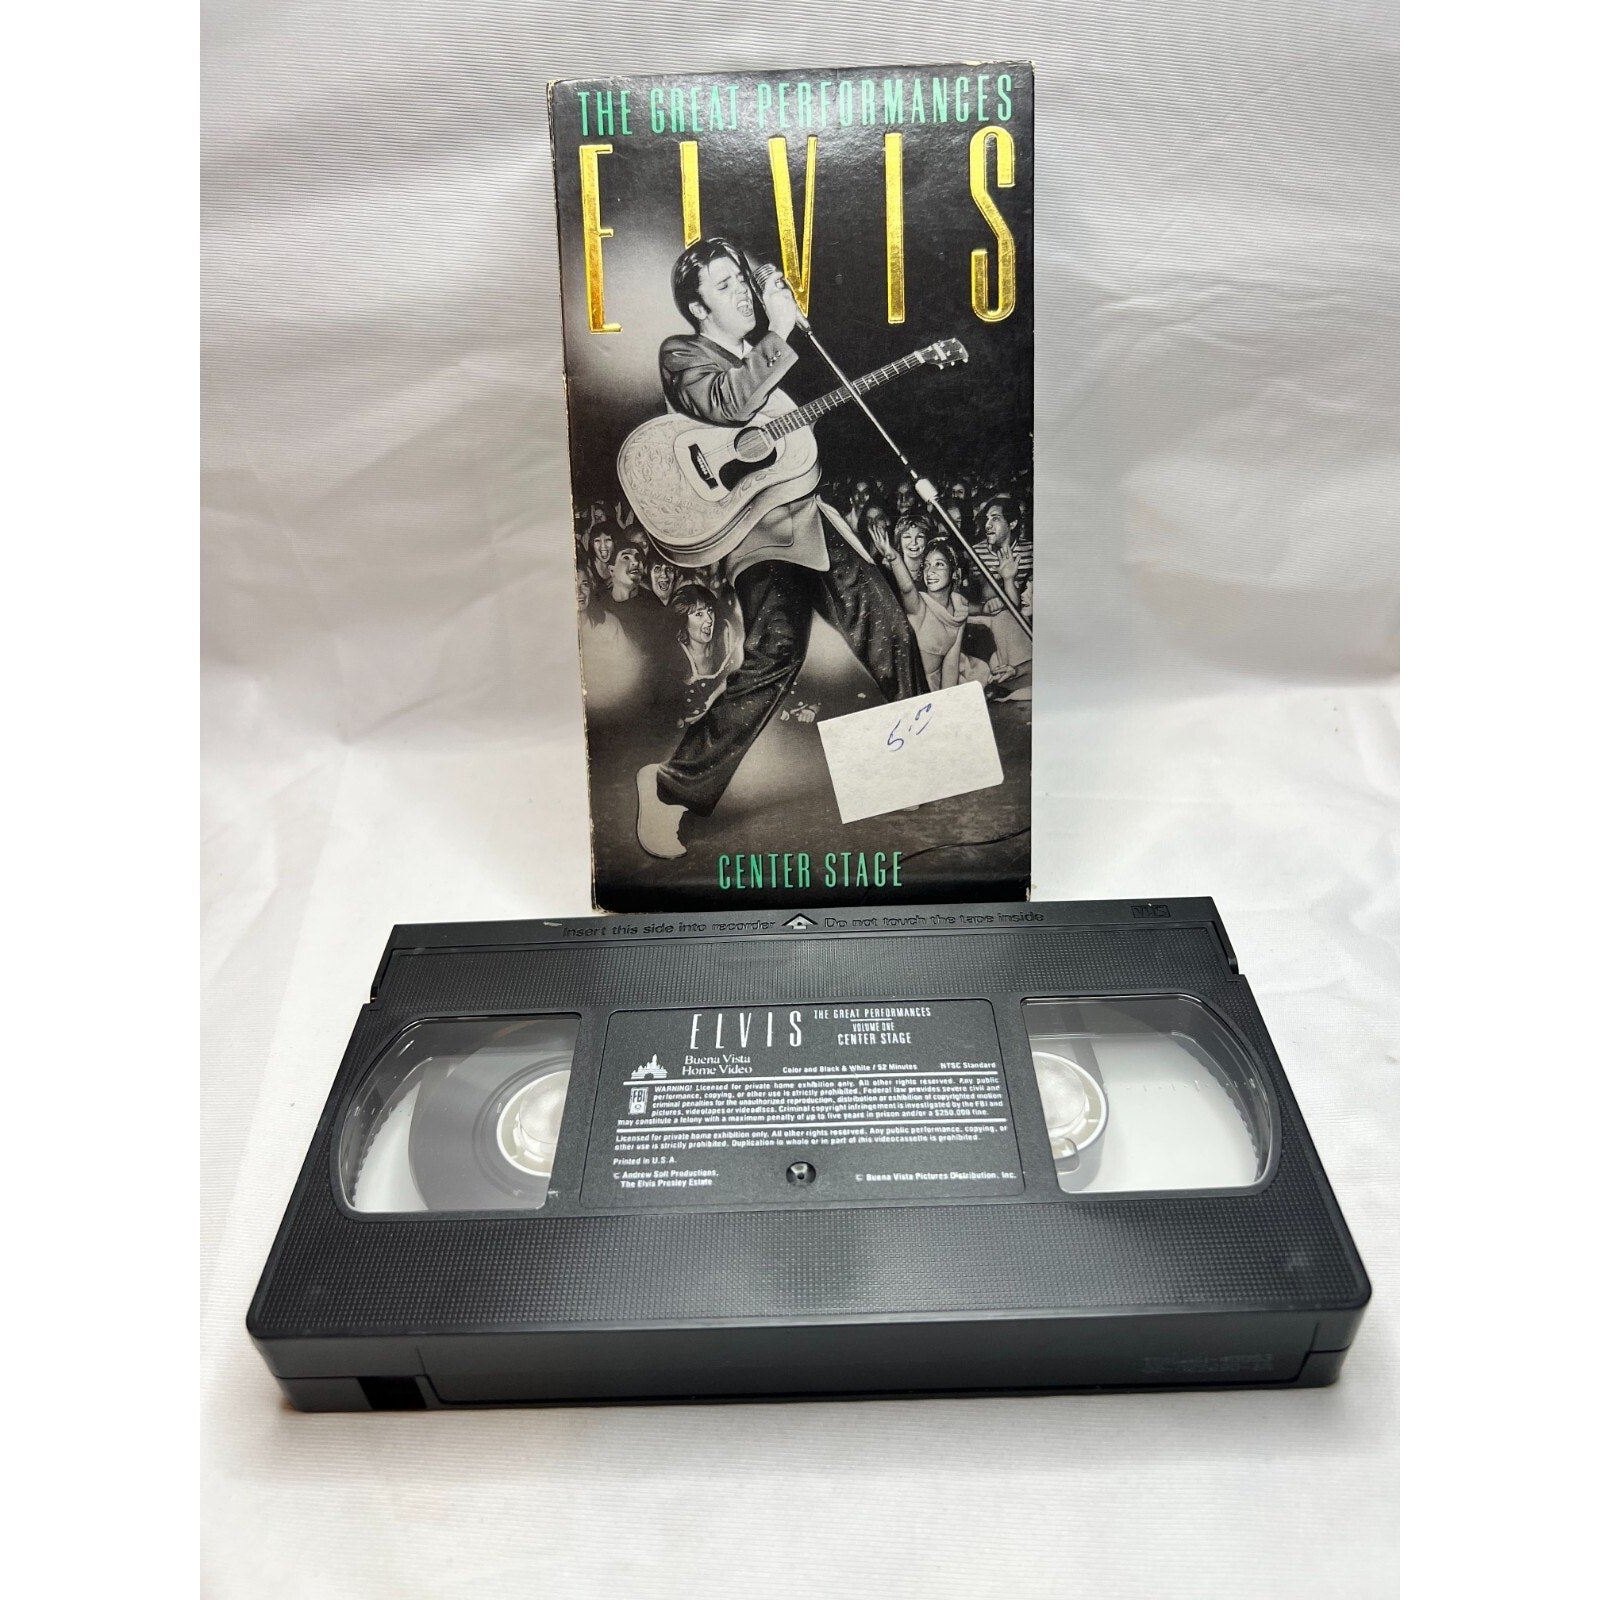 THE GREAT PERFORMANCES
ELVIS
5.00
CENTER STAGE
Insert this side into recorder Do not touch the tape inside
VHS
ELVIS THE GREAT PERFORMANCES
VOLUME ONE
CENTER STAGE
Buena Vista
Home Video
Color and Black & White / 52 Minutes NTSC Standard
FBI
WARNING! Licensed for private home exhibition only. All other rights reserved. Any public
performance, copying, or other use is strictly prohibited. Federal law provides severe civil and
criminal penalties for the unauthorized reproduction, distribution or exhibition of copyrighted motion
pictures, videotapes or videodiscs. Criminal copyright infringement is investigated by the FBI and
may constitute a felony with a maximum penalty of up to five years in prison and/or a $250,000 fine.
Licensed for private home exhibition only. All other rights reserved. Any public performance, copying, or
other use is strictly prohibited. Duplication in whole or in part of this videocassette is prohibited.
Printed in U.S.A.
© Andrew Solt Productions,
The Elvis Presley Estate
© Buena Vista Pictures Distribution, Inc.